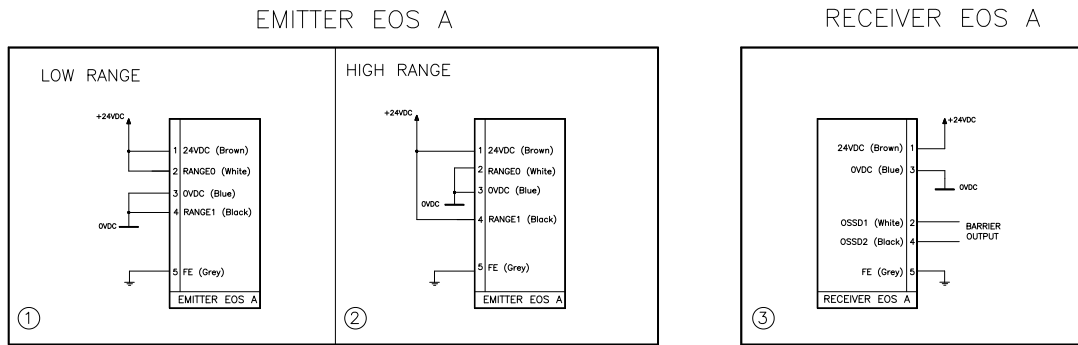 EMITTER EOS A
RECEIVER EOS A
LOW RANGE
+24VDC
1 24VDC (Brown)
2 RANGE0 (White)
3 0VDC (Blue)
4 RANGE1 (Black)
0VDC
5 FE (Grey)
EMITTER EOS A
1
HIGH RANGE
+24VDC
1 24VDC (Brown)
2 RANGE0 (White)
3 0VDC (Blue)
0VDC
4 RANGE1 (Black)
5 FE (Grey)
EMITTER EOS A
2
+24VDC
24VDC (Brown) 1
0VDC (Blue) 3
0VDC
OSSD1 (White) 2
BARRIER
OUTPUT
OSSD2 (Black) 4
FE (Grey) 5
RECEIVER EOS A
3